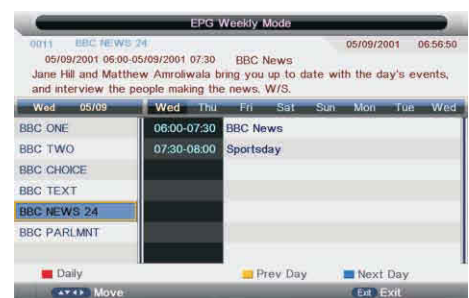 EPG Weekly Mode
0011 BBC NEWS 24 05/09/2001 06:56:50
05/09/2001 06:00-05/09/2001 07:30 BBC News
Jane Hill and Matthew Amroliwala bring you up to date with the day's events,
and interview the people making the news. W/S.
Wed 05/09 Wed Thu Fri Sat Sun Mon Tue Wed
BBC ONE 06:00-07:30 BBC News
BBC TWO 07:30-08:00 Sportsday
BBC CHOICE
BBC TEXT
BBC NEWS 24
BBC PARLMNT
Daily Prev Day Next Day
Move Exit Exit